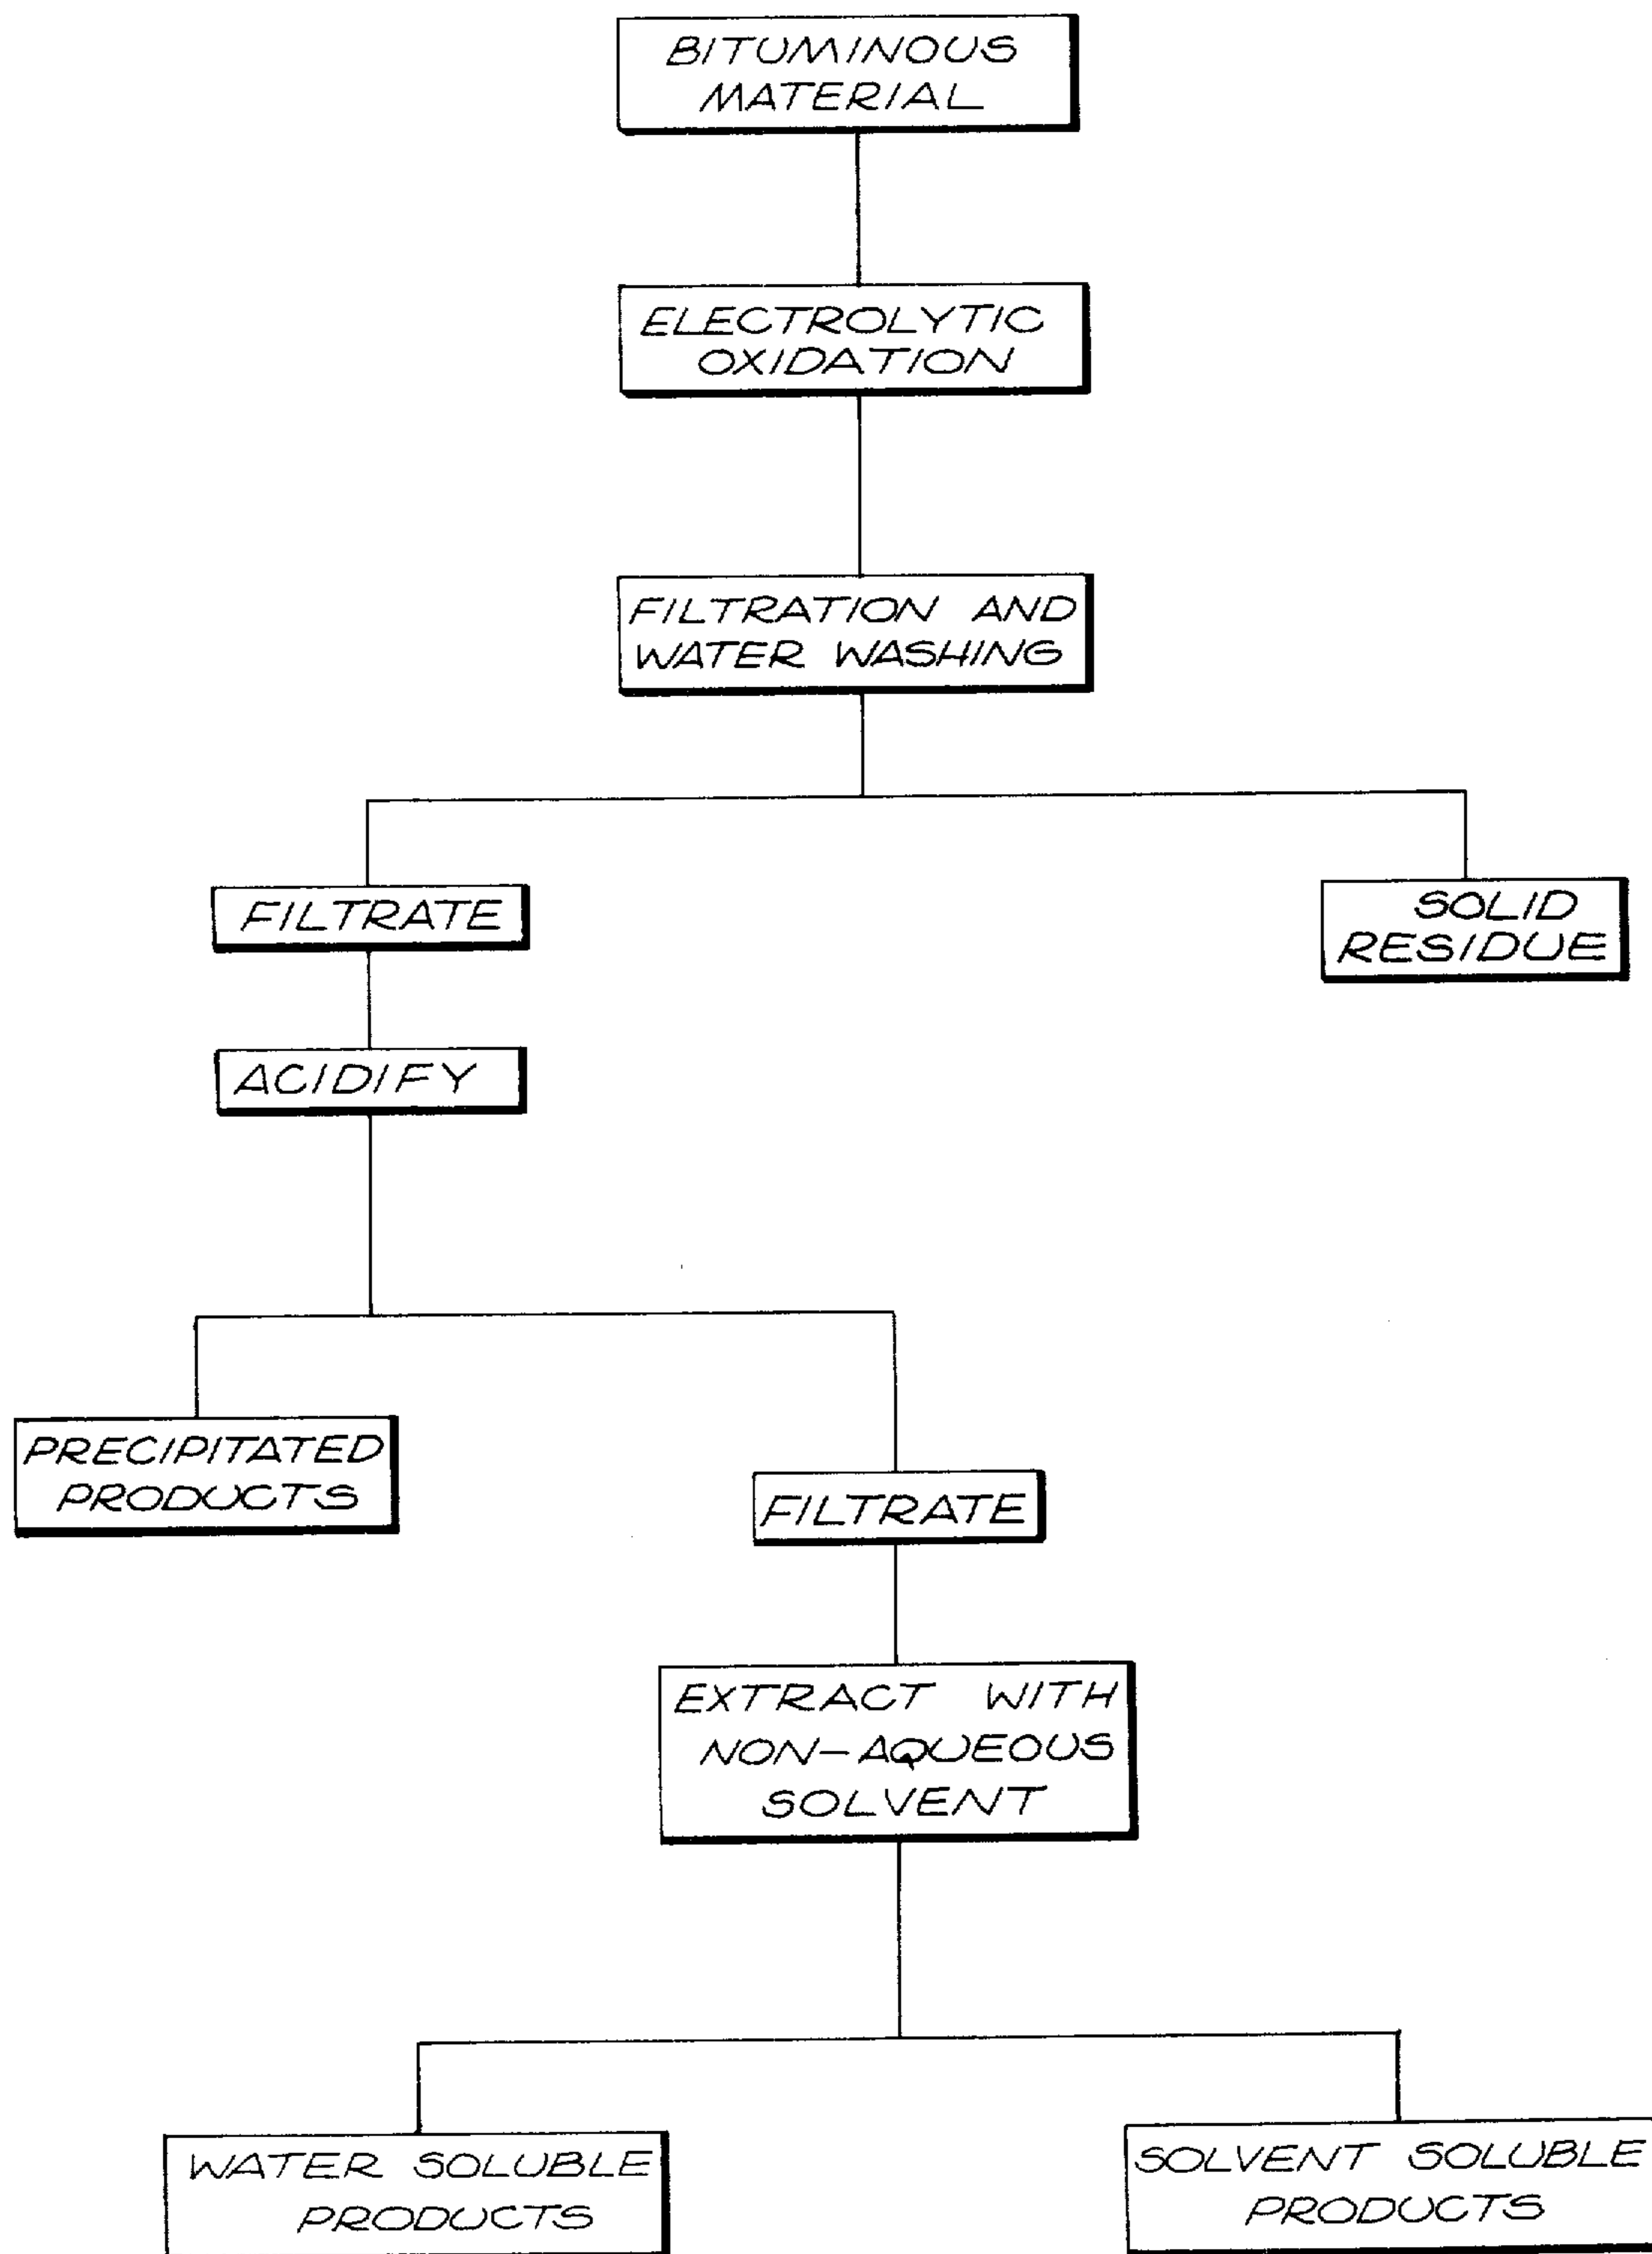 BITUMINOUS
MATERIAL
ELECTROLYTIC
OXIDATION
FILTRATION AND
WATER WASHING
FILTRATE
SOLID
RESIDUE
ACIDIFY
PRECIPITATED
PRODUCTS
FILTRATE
EXTRACT WITH
NON-AQUEOUS
SOLVENT
WATER SOLUBLE
PRODUCTS
SOLVENT SOLUBLE
PRODUCTS